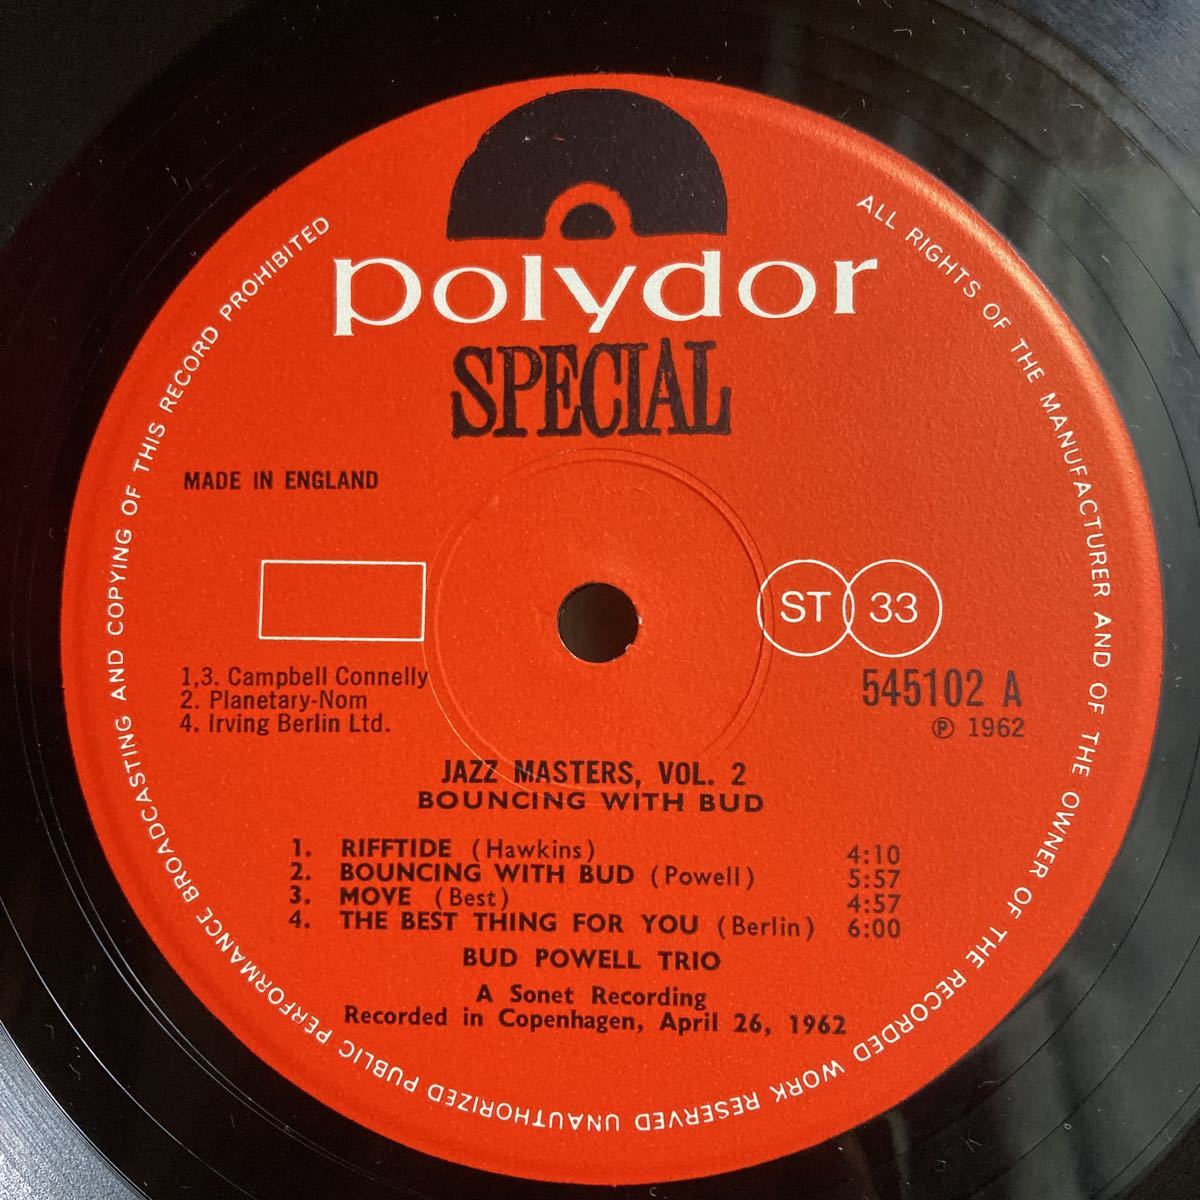 polydor
SPECIAL
MADE IN ENGLAND
ST 33
1,3. Campbell Connelly
2. Planetary-Nom
4. Irving Berlin Ltd.
545102 A
℗ 1962
JAZZ MASTERS, VOL. 2
BOUNCING WITH BUD
1. RIFFTIDE (Hawkins) 4:10
2. BOUNCING WITH BUD (Powell) 5:57
3. MOVE (Best) 4:57
4. THE BEST THING FOR YOU (Berlin) 6:00
BUD POWELL TRIO
A Sonet Recording
Recorded in Copenhagen, April 26, 1962
ALL RIGHTS OF THE MANUFACTURER AND OF THE OWNER OF THE RECORDED WORK RESERVED UNAUTHORIZED PUBLIC PERFORMANCE BROADCASTING AND COPYING OF THIS RECORD PROHIBITED